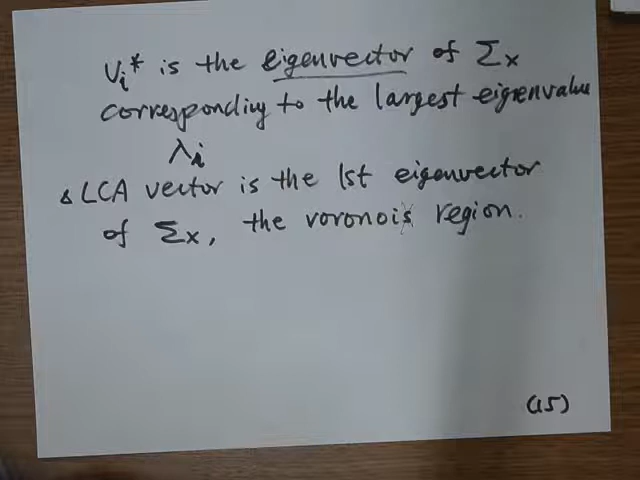 Vi* is the eigenvector of Σx
corresponding to the largest eigenvalue
λi
Δ LCA vector is the 1st eigenvector
of Σx, the voronoi region.
(15)